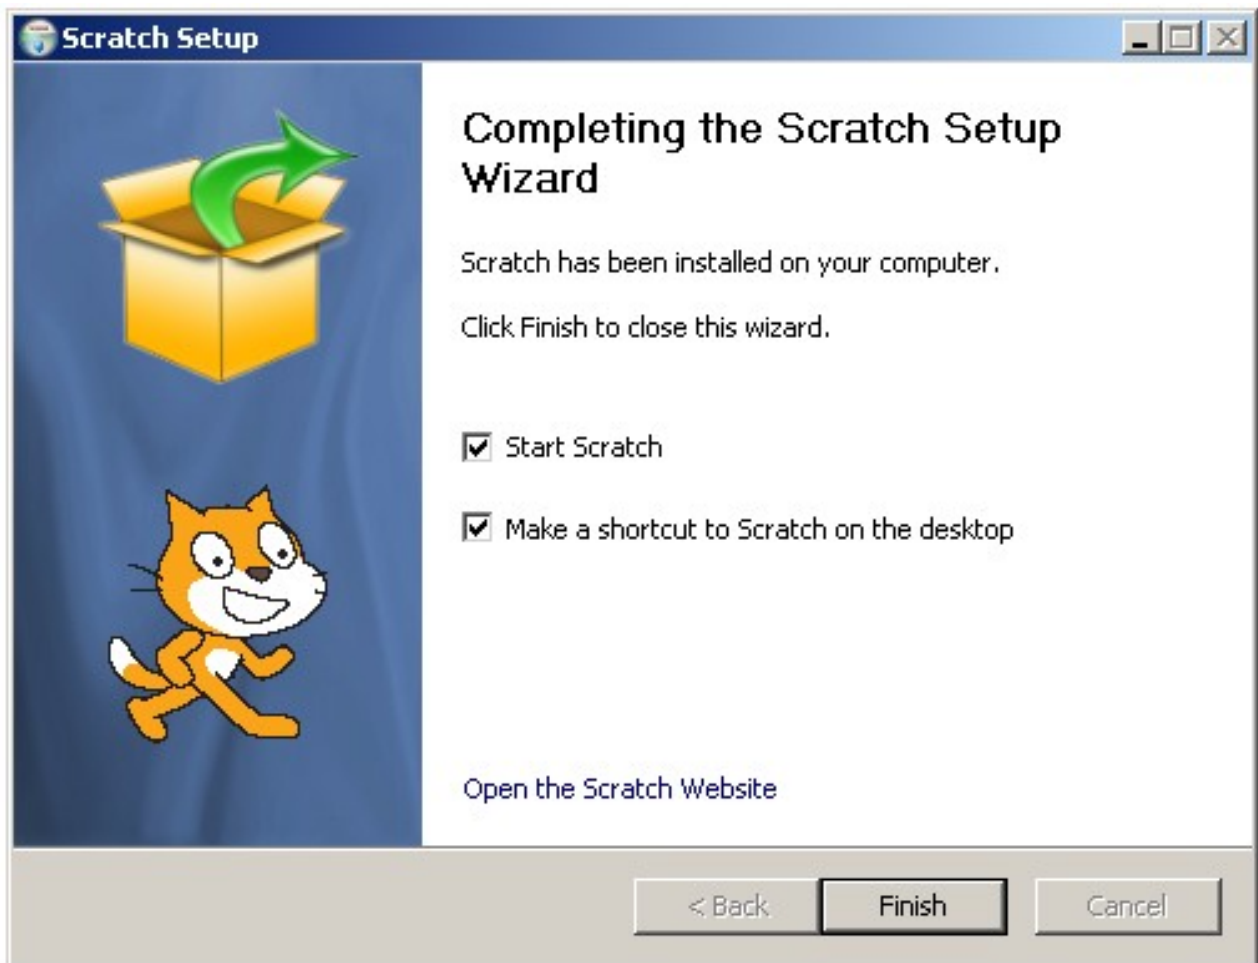 Scratch Setup
Completing the Scratch Setup
Wizard
Scratch has been installed on your computer.
Click Finish to close this wizard.
Start Scratch
Make a shortcut to Scratch on the desktop
Open the Scratch Website
< Back
Finish
Cancel